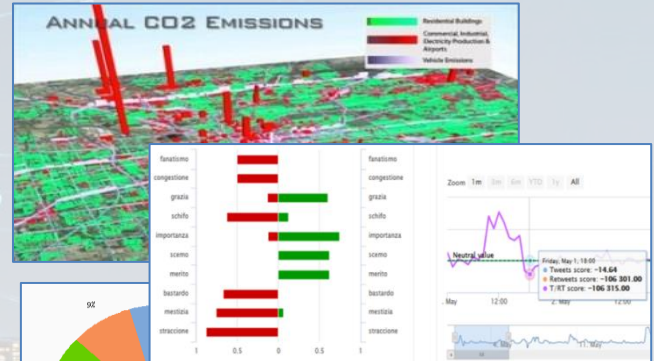 ANNUAL CO2 EMISSIONS
Residential Buildings
Commercial, Industrial,
Electricity Production &
Airports
Vehicle Emissions
fanatismo
congestione
grazia
schifo
importanza
scemo
merito
bastardo
mestizia
straccione
1 0.5 0 0.5 1
fanatismo
congestione
grazia
schifo
importanza
scemo
merito
bastardo
mestizia
straccione
Zoom 1m 3m 6m YTD 1y All
Neutral value
Friday, May 1, 18:00
Tweets score: −14.64
Retweets score: −106 301.00
T/RT score: −106 315.00
May 12:00 2. May 12:00
9%